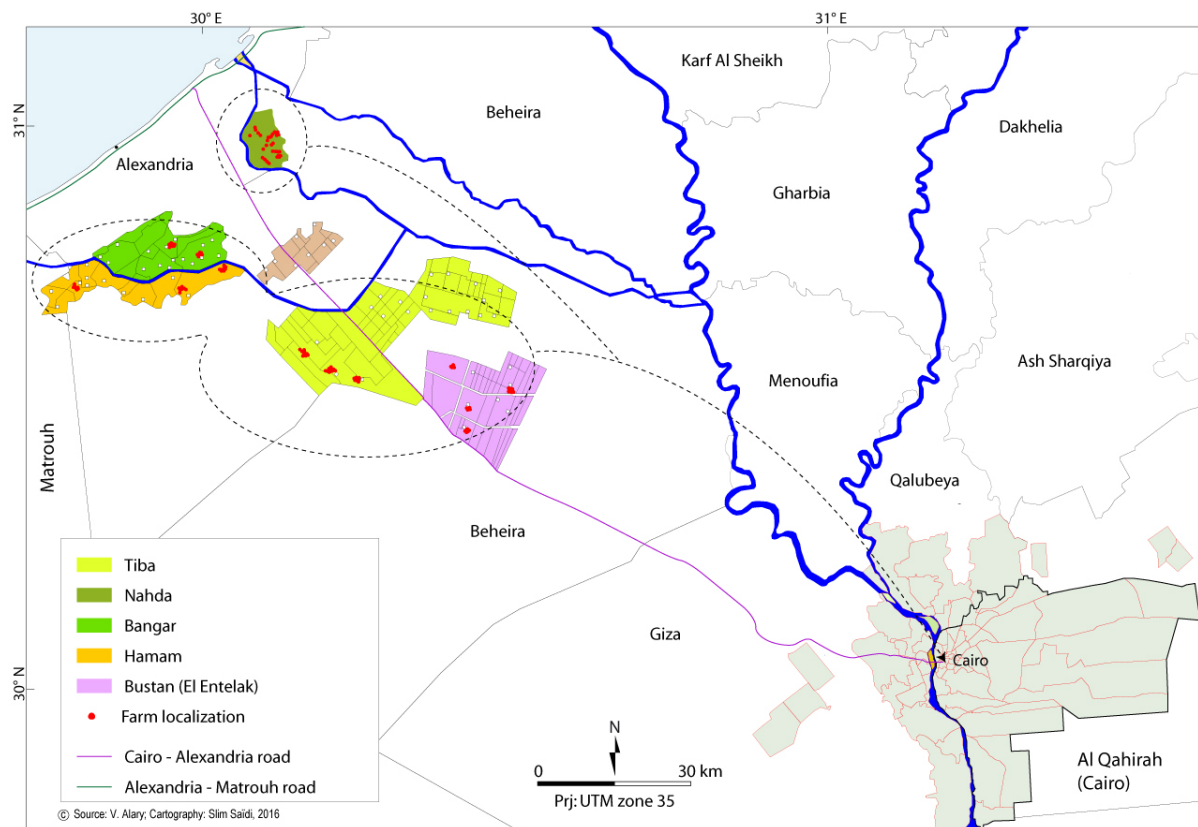 30° E
31° E
31° N
30° N
Karf Al Sheikh
Beheira
Dakhelia
Alexandria
Gharbia
Ash Sharqiya
Menoufia
Matrouh
Qalubeya
Beheira
Giza
Cairo
Al Qahirah
(Cairo)
Tiba
Nahda
Bangar
Hamam
Bustan (El Entelak)
Farm localization
Cairo - Alexandria road
Alexandria - Matrouh road
N
0 30 km
Prj: UTM zone 35
© Source: V. Alary; Cartography: Slim Saïdi, 2016